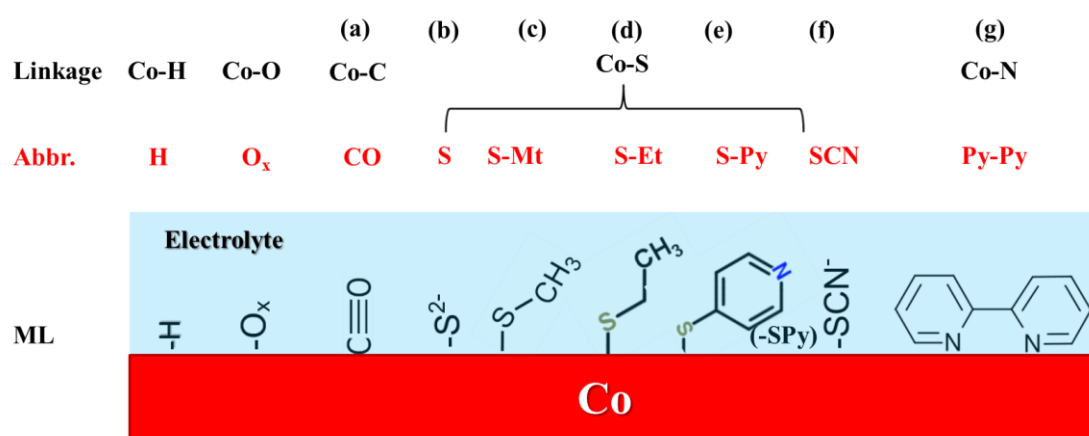 (a) (b) (c) (d) (e) (f) (g)
Linkage Co-H Co-O Co-C Co-S Co-N
Abbr. H Oₓ CO S S-Mt S-Et S-Py SCN Py-Py
Electrolyte
ML -H -Oₓ C≡O -S²⁻ S CH₃ S CH₃ S N (-SPy) -SCN⁻ N N
Co